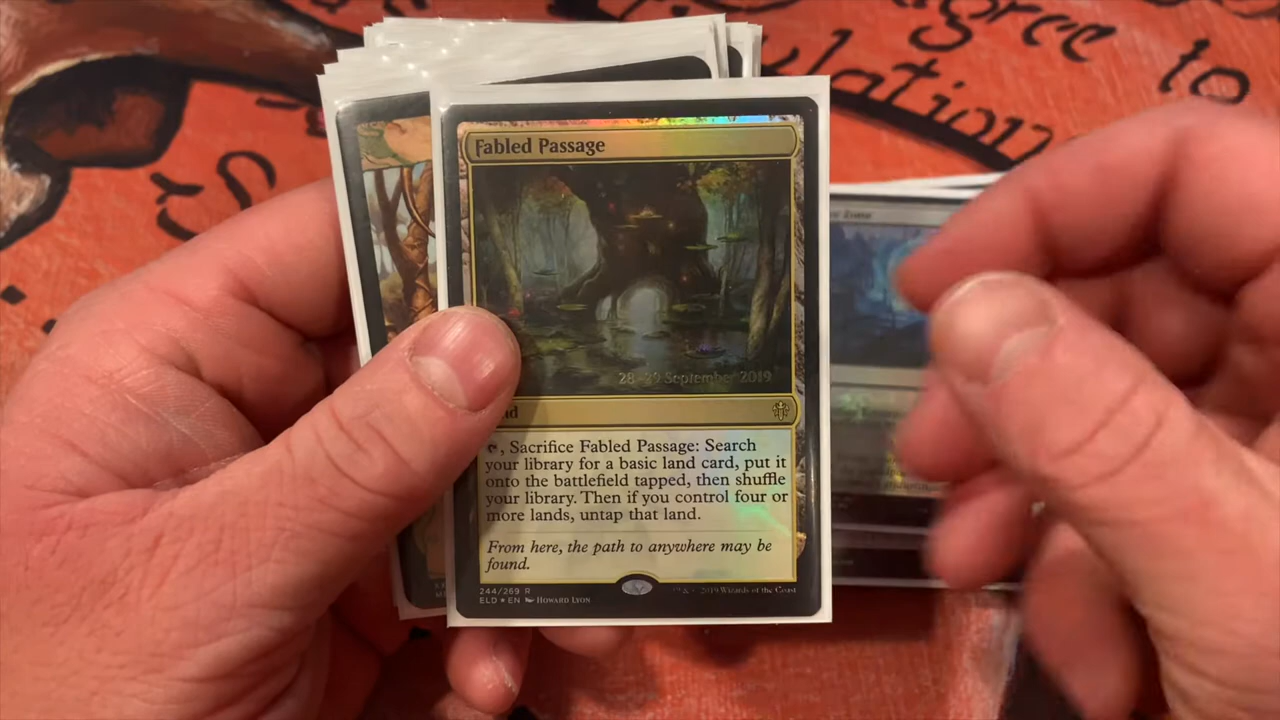 agree to
Fabled Passage
28-29 September 2019
, Sacrifice Fabled Passage: Search
your library for a basic land card, put it
onto the battlefield tapped, then shuffle
your library. Then if you control four or
more lands, untap that land.
From here, the path to anywhere may be
found.
244/269 R
ELD EN Howard Lyon
2019 Wizards of the Coast
Zone